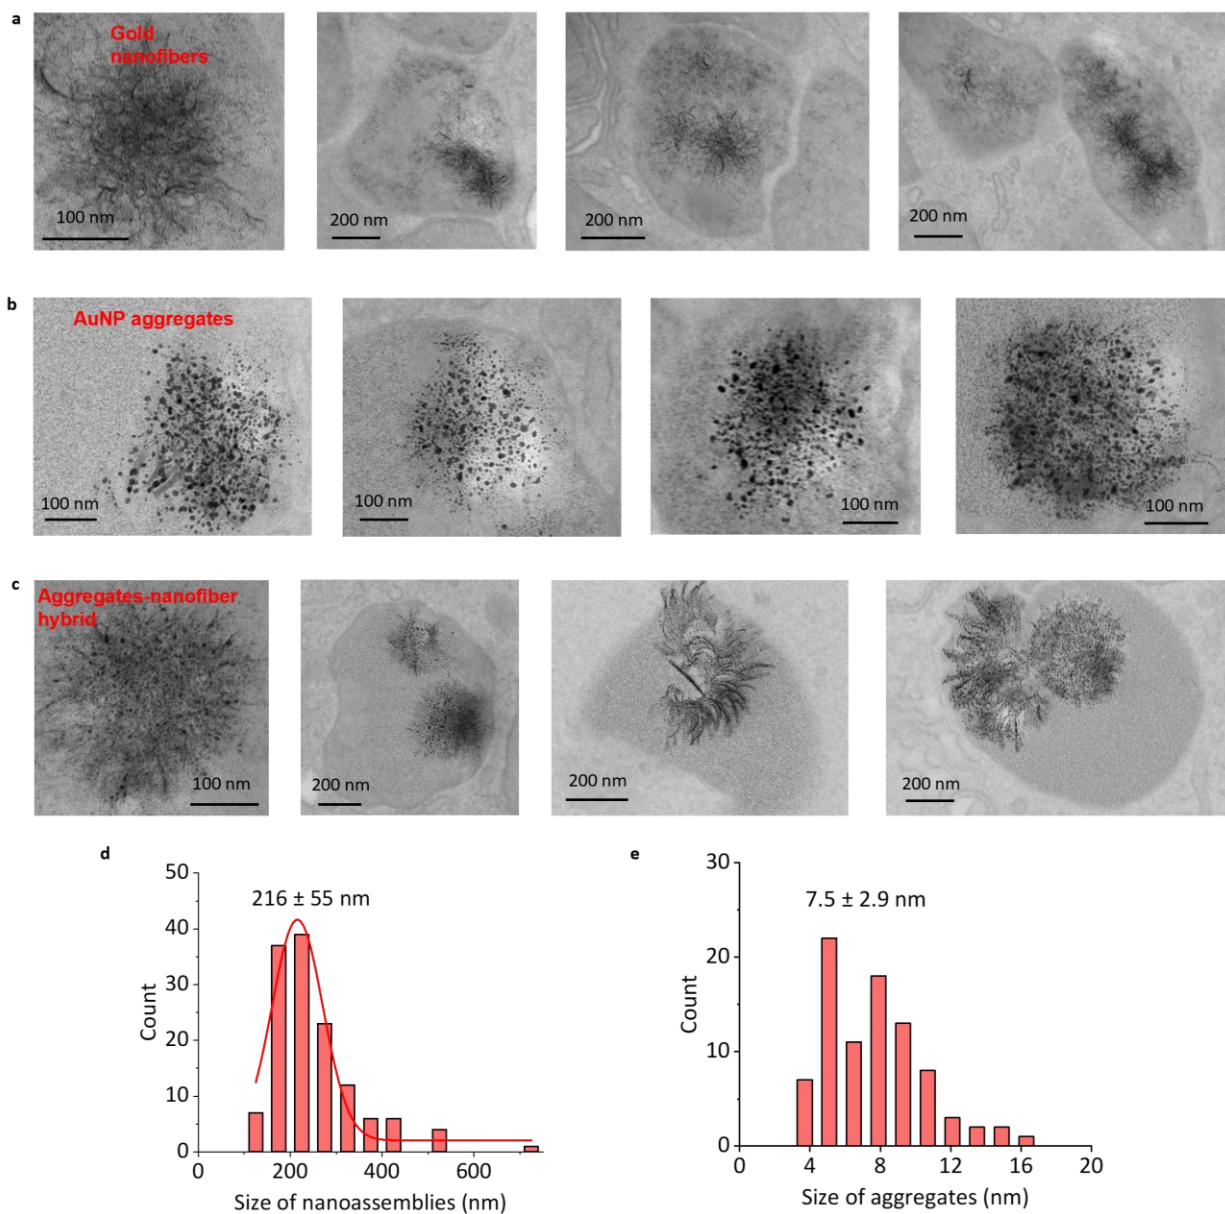 a
Gold
nanofibers
100 nm
200 nm
200 nm
200 nm
b
AuNP aggregates
100 nm
100 nm
100 nm
100 nm
c
Aggregates-nanofiber
hybrid
100 nm
200 nm
200 nm
200 nm
d
216 ± 55 nm
50
40
30
20
10
0
Count
0
200
400
600
Size of nanoassemblies (nm)
e
7.5 ± 2.9 nm
30
20
10
0
Count
0
4
8
12
16
20
Size of aggregates (nm)